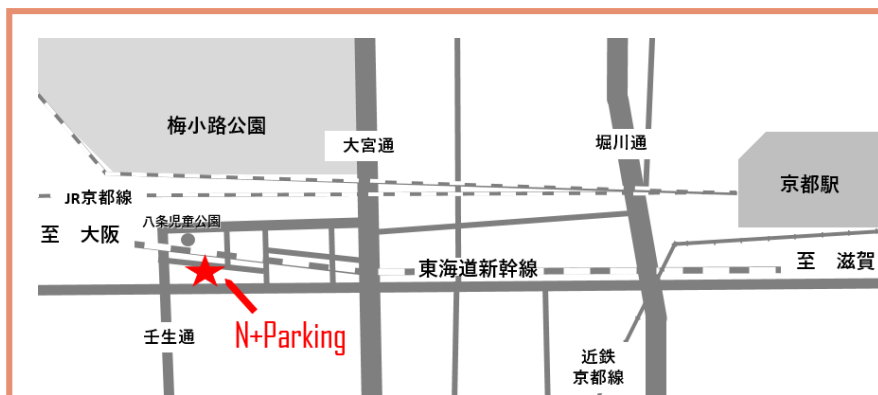 梅小路公園
大宮通
堀川通
京都駅
JR京都線
八条児童公園
至　大阪
東海道新幹線
至　滋賀
N+Parking
壬生通
近鉄
京都線